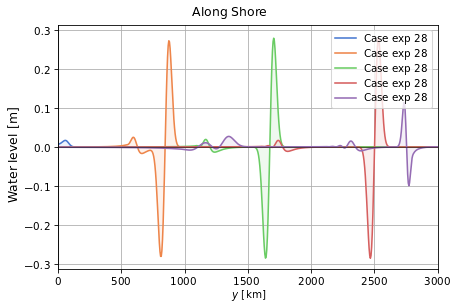 Along Shore
Water level [m]
0.3
0.2
0.1
0.0
−0.1
−0.2
−0.3
Case exp 28
Case exp 28
Case exp 28
Case exp 28
Case exp 28
0 500 1000 1500 2000 2500 3000
y [km]